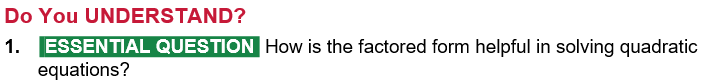 Do You UNDERSTAND?
1. ESSENTIAL QUESTION How is the factored form helpful in solving quadratic
equations?